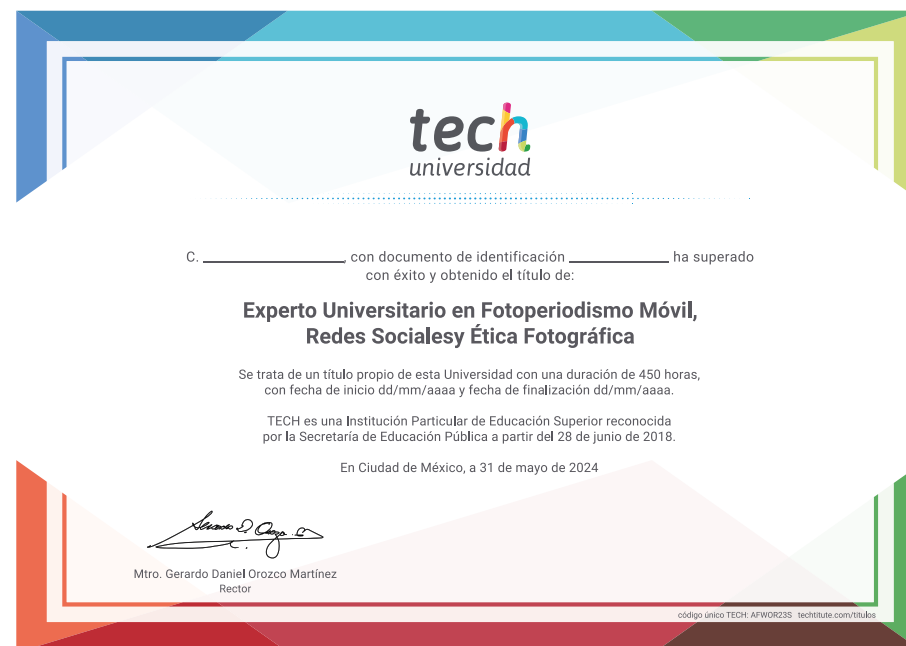 tech
universidad
C. ____________, con documento de identificación ____________ ha superado
con éxito y obtenido el título de:
Experto Universitario en Fotoperiodismo Móvil,
Redes Socialesy Ética Fotográfica
Se trata de un título propio de esta Universidad con una duración de 450 horas,
con fecha de inicio dd/mm/aaaa y fecha de finalización dd/mm/aaaa.
TECH es una Institución Particular de Educación Superior reconocida
por la Secretaría de Educación Pública a partir del 28 de junio de 2018.
En Ciudad de México, a 31 de mayo de 2024
Mtro. Gerardo Daniel Orozco Martínez
Rector
código único TECH: AFWOR23S techtitute.com/titulos